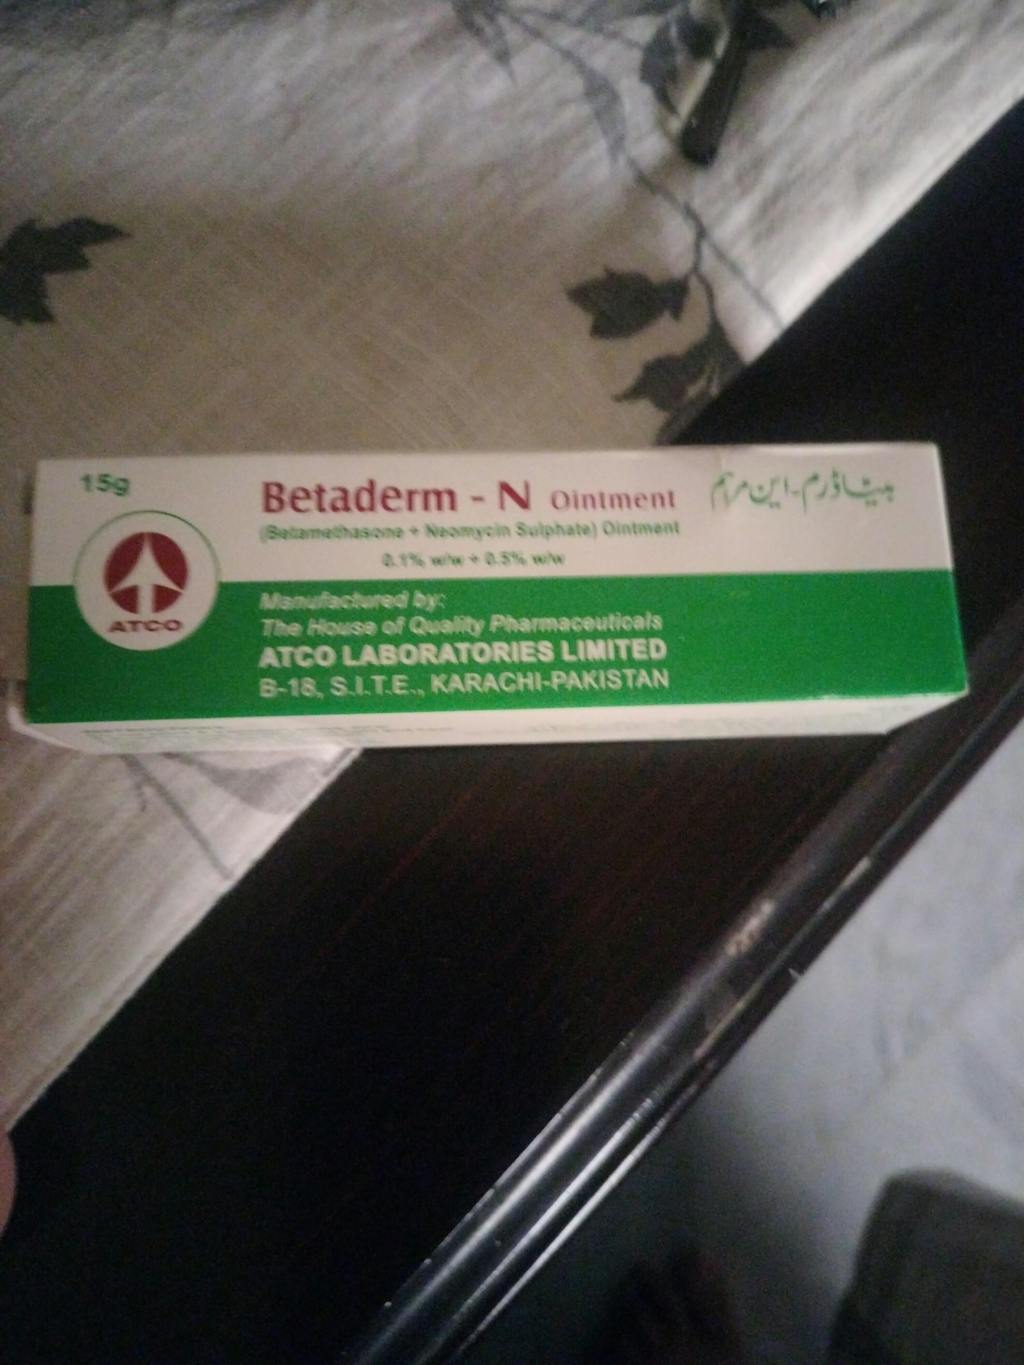 15g
Betaderm - N Ointment
بیٹاڈرم-این مرہم
(Betamethasone + Neomycin Sulphate) Ointment
0.1% w/w + 0.5% w/w
ATCO
Manufactured by:
The House of Quality Pharmaceuticals
ATCO LABORATORIES LIMITED
B-18, S.I.T.E., KARACHI-PAKISTAN